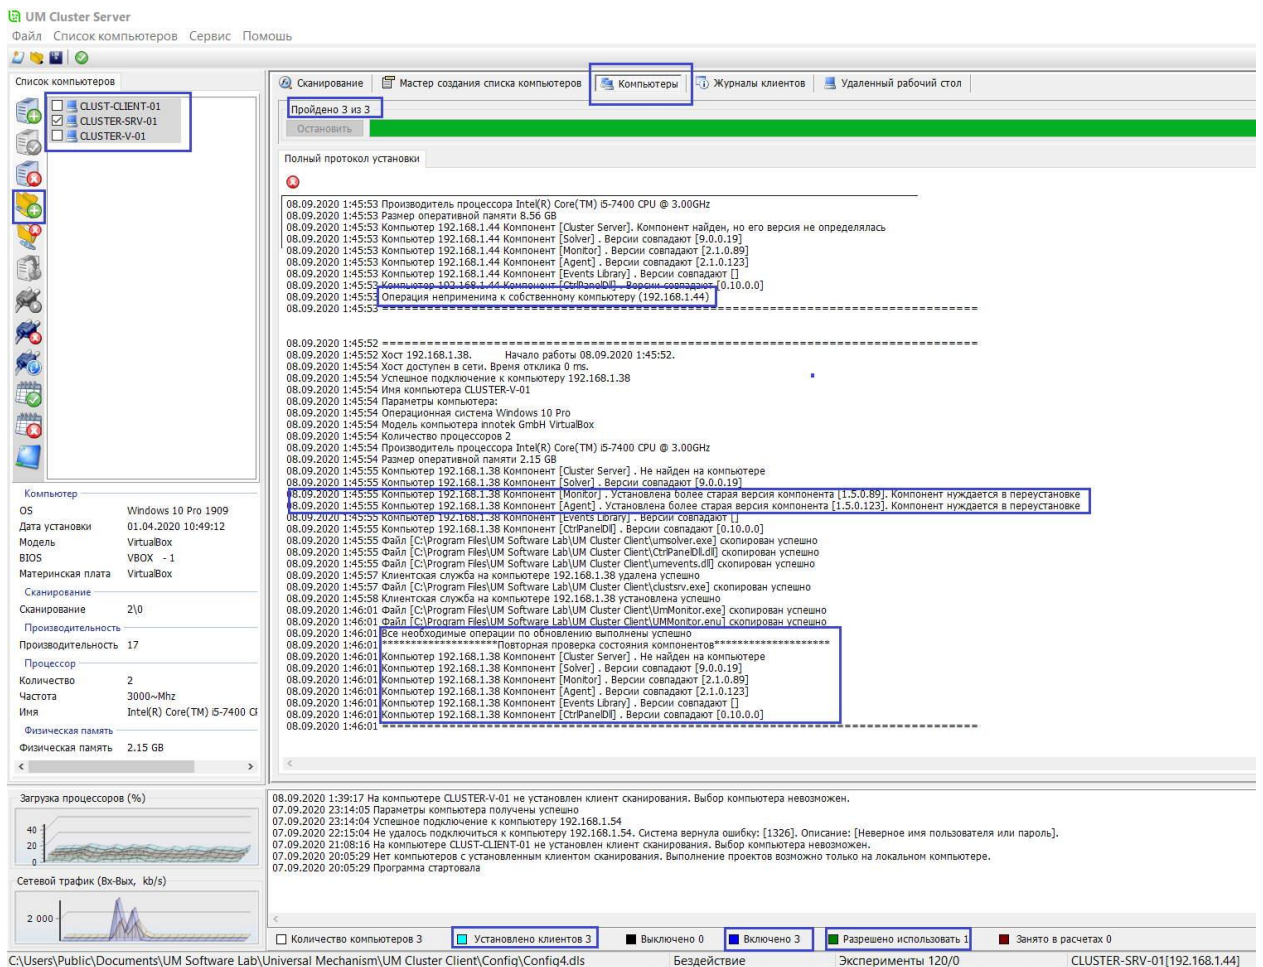 UM Cluster Server
Файл Список компьютеров Сервис Помошь
Список компьютеров
CLUST-CLIENT-01
CLUSTER-SRV-01
CLUSTER-V-01
Сканирование
Мастер создания списка компьютеров
Компьютеры
Журналы клиентов
Удаленный рабочий стол
Пройдено 3 из 3
Остановить
Полный протокол установки
08.09.2020 1:45:53 Производитель процессора Intel(R) Core(TM) i5-7400 CPU @ 3.00GHz
08.09.2020 1:45:53 Размер оперативной памяти 8.56 GB
08.09.2020 1:45:53 Компьютер 192.168.1.44 Компонент [Cluster Server]. Компонент найден, но его версия не определялась
08.09.2020 1:45:53 Компьютер 192.168.1.44 Компонент [Solver] . Версии совпадают [9.0.0.19]
08.09.2020 1:45:53 Компьютер 192.168.1.44 Компонент [Monitor] . Версии совпадают [2.1.0.89]
08.09.2020 1:45:53 Компьютер 192.168.1.44 Компонент [Agent] . Версии совпадают [2.1.0.123]
08.09.2020 1:45:53 Компьютер 192.168.1.44 Компонент [Events Library] . Версии совпадают []
08.09.2020 1:45:53 Компьютер 192.168.1.44 Компонент [CtrlPanelDll] . Версии совпадают [0.10.0.0]
08.09.2020 1:45:53 Операция неприменима к собственному компьютеру (192.168.1.44)
08.09.2020 1:45:53 ==========
08.09.2020 1:45:52 ==========
08.09.2020 1:45:52 Хост 192.168.1.38. Начало работы 08.09.2020 1:45:52.
08.09.2020 1:45:54 Хост доступен в сети. Время отклика 0 ms.
08.09.2020 1:45:54 Успешное подключение к компьютеру 192.168.1.38
08.09.2020 1:45:54 Имя компьютера CLUSTER-V-01
08.09.2020 1:45:54 Параметры компьютера:
08.09.2020 1:45:54 Операционная система Windows 10 Pro
08.09.2020 1:45:54 Модель компьютера innotek GmbH VirtualBox
08.09.2020 1:45:54 Количество процессоров 2
08.09.2020 1:45:54 Производитель процессора Intel(R) Core(TM) i5-7400 CPU @ 3.00GHz
08.09.2020 1:45:54 Размер оперативной памяти 2.15 GB
08.09.2020 1:45:55 Компьютер 192.168.1.38 Компонент [Cluster Server] . Не найден на компьютере
08.09.2020 1:45:55 Компьютер 192.168.1.38 Компонент [Solver] . Версии совпадают [9.0.0.19]
08.09.2020 1:45:55 Компьютер 192.168.1.38 Компонент [Monitor] . Установлена более старая версия компонента [1.5.0.89]. Компонент нуждается в переустановке
08.09.2020 1:45:55 Компьютер 192.168.1.38 Компонент [Agent] . Установлена более старая версия компонента [1.5.0.123]. Компонент нуждается в переустановке
08.09.2020 1:45:55 Компьютер 192.168.1.38 Компонент [Events Library] . Версии совпадают []
08.09.2020 1:45:55 Компьютер 192.168.1.38 Компонент [CtrlPanelDll] . Версии совпадают [0.10.0.0]
08.09.2020 1:45:55 Файл [C:\Program Files\UM Software Lab\UM Cluster Client\umsolver.exe] скопирован успешно
08.09.2020 1:45:55 Файл [C:\Program Files\UM Software Lab\UM Cluster Client\CtrPanelDll.dll] скопирован успешно
08.09.2020 1:45:55 Файл [C:\Program Files\UM Software Lab\UM Cluster Client\umevents.dll] скопирован успешно
08.09.2020 1:45:57 Клиентская служба на компьютере 192.168.1.38 удалена успешно
08.09.2020 1:45:57 Файл [C:\Program Files\UM Software Lab\UM Cluster Client\clustsrv.exe] скопирован успешно
08.09.2020 1:45:58 Клиентская служба на компьютере 192.168.1.38 установлена успешно
08.09.2020 1:46:01 Файл [C:\Program Files\UM Software Lab\UM Cluster Client\UmMonitor.exe] скопирован успешно
08.09.2020 1:46:01 Файл [C:\Program Files\UM Software Lab\UM Cluster Client\UMMonitor.enu] скопирован успешно
08.09.2020 1:46:01 Все необходимые операции по обновлению выполнены успешно
08.09.2020 1:46:01 ********************Повторная проверка состояния компонентов********************
08.09.2020 1:46:01 Компьютер 192.168.1.38 Компонент [Cluster Server] . Не найден на компьютере
08.09.2020 1:46:01 Компьютер 192.168.1.38 Компонент [Solver] . Версии совпадают [9.0.0.19]
08.09.2020 1:46:01 Компьютер 192.168.1.38 Компонент [Monitor] . Версии совпадают [2.1.0.89]
08.09.2020 1:46:01 Компьютер 192.168.1.38 Компонент [Agent] . Версии совпадают [2.1.0.123]
08.09.2020 1:46:01 Компьютер 192.168.1.38 Компонент [Events Library] . Версии совпадают []
08.09.2020 1:46:01 Компьютер 192.168.1.38 Компонент [CtrlPanelDll] . Версии совпадают [0.10.0.0]
08.09.2020 1:46:01 ==========
Компьютер
OS Windows 10 Pro 1909
Дата установки 01.04.2020 10:49:12
Модель VirtualBox
BIOS VBOX - 1
Материнская плата VirtualBox
Сканирование
Сканирование 2\0
Производительность
Производительность 17
Процессор
Количество 2
Частота 3000~Mhz
Имя Intel(R) Core(TM) i5-7400 CP
Физическая память
Физическая память 2.15 GB
Загрузка процессоров (%)
40
20
0
Сетевой трафик (Вх-Вых, kb/s)
2 000
08.09.2020 1:39:17 На компьютере CLUSTER-V-01 не установлен клиент сканирования. Выбор компьютера невозможен.
07.09.2020 23:14:05 Параметры компьютера получены успешно
07.09.2020 23:14:04 Успешное подключение к компьютеру 192.168.1.54
07.09.2020 22:15:04 Не удалось подключиться к компьютеру 192.168.1.54. Система вернула ошибку: [1326]. Описание: [Неверное имя пользователя или пароль].
07.09.2020 21:08:16 На компьютере CLUST-CLIENT-01 не установлен клиент сканирования. Выбор компьютера невозможен.
07.09.2020 20:05:29 Нет компьютеров с установленным клиентом сканирования. Выполнение проектов возможно только на локальном компьютере.
07.09.2020 20:05:29 Программа стартовала
Количество компьютеров 3
Установлено клиентов 3
Выключено 0
Включено 3
Разрешено использовать 1
Занято в расчетах 0
C:\Users\Public\Documents\UM Software Lab\Universal Mechanism\UM Cluster Client\Config\Config4.dls
Бездействие
Эксперименты 120/0
CLUSTER-SRV-01[192.168.1.44]